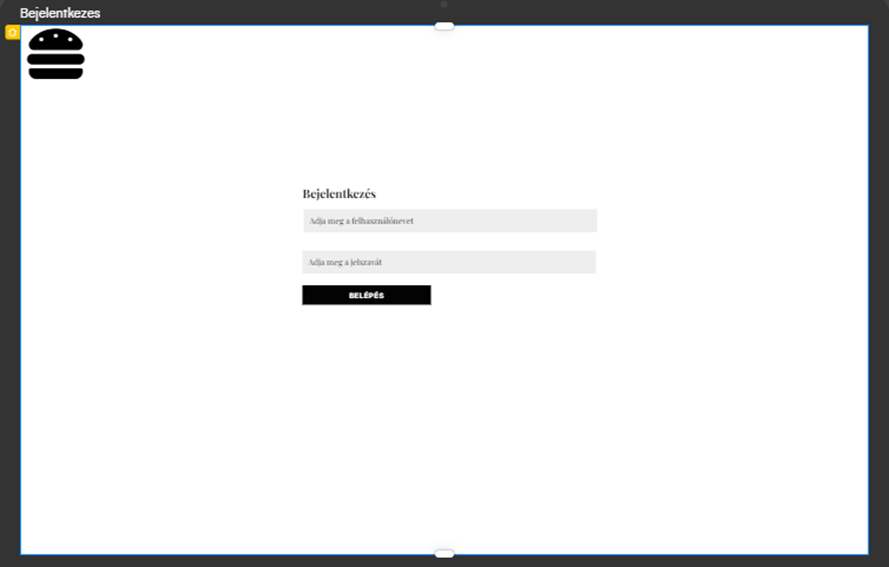 Bejelentkezes
Bejelentkezés
Adja meg a felhasználónevet
Adja meg a jelszavát
BELÉPÉS